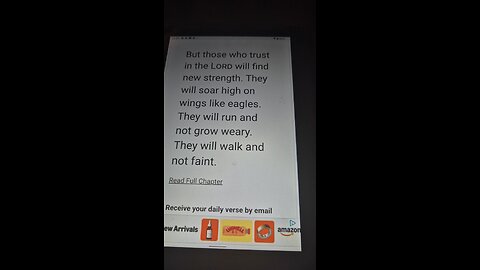 But those who trust
in the LORD will find
new strength. They
will soar high on
wings like eagles.
They will run and
not grow weary.
They will walk and
not faint.
Read Full Chapter
Receive your daily verse by email
ew Arrivals amazon